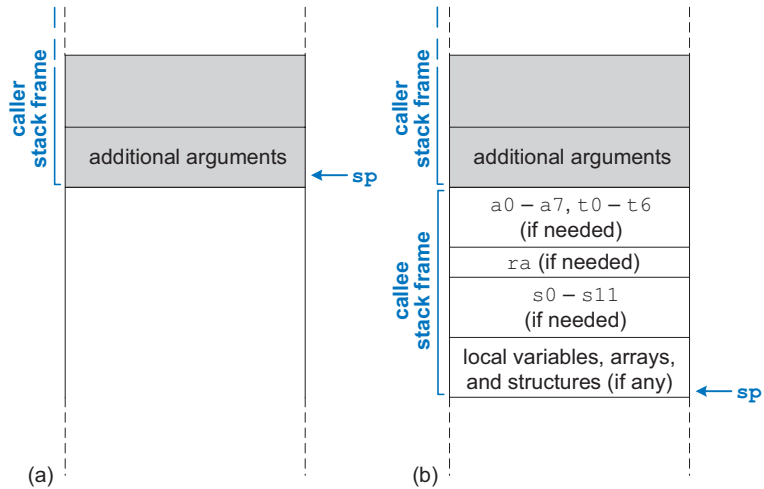 caller
stack frame
additional arguments
sp
(a)
caller
stack frame
additional arguments
sp
callee
stack frame
a0 – a7, t0 – t6
(if needed)
ra (if needed)
s0 – s11
(if needed)
local variables, arrays,
and structures (if any)
(b)